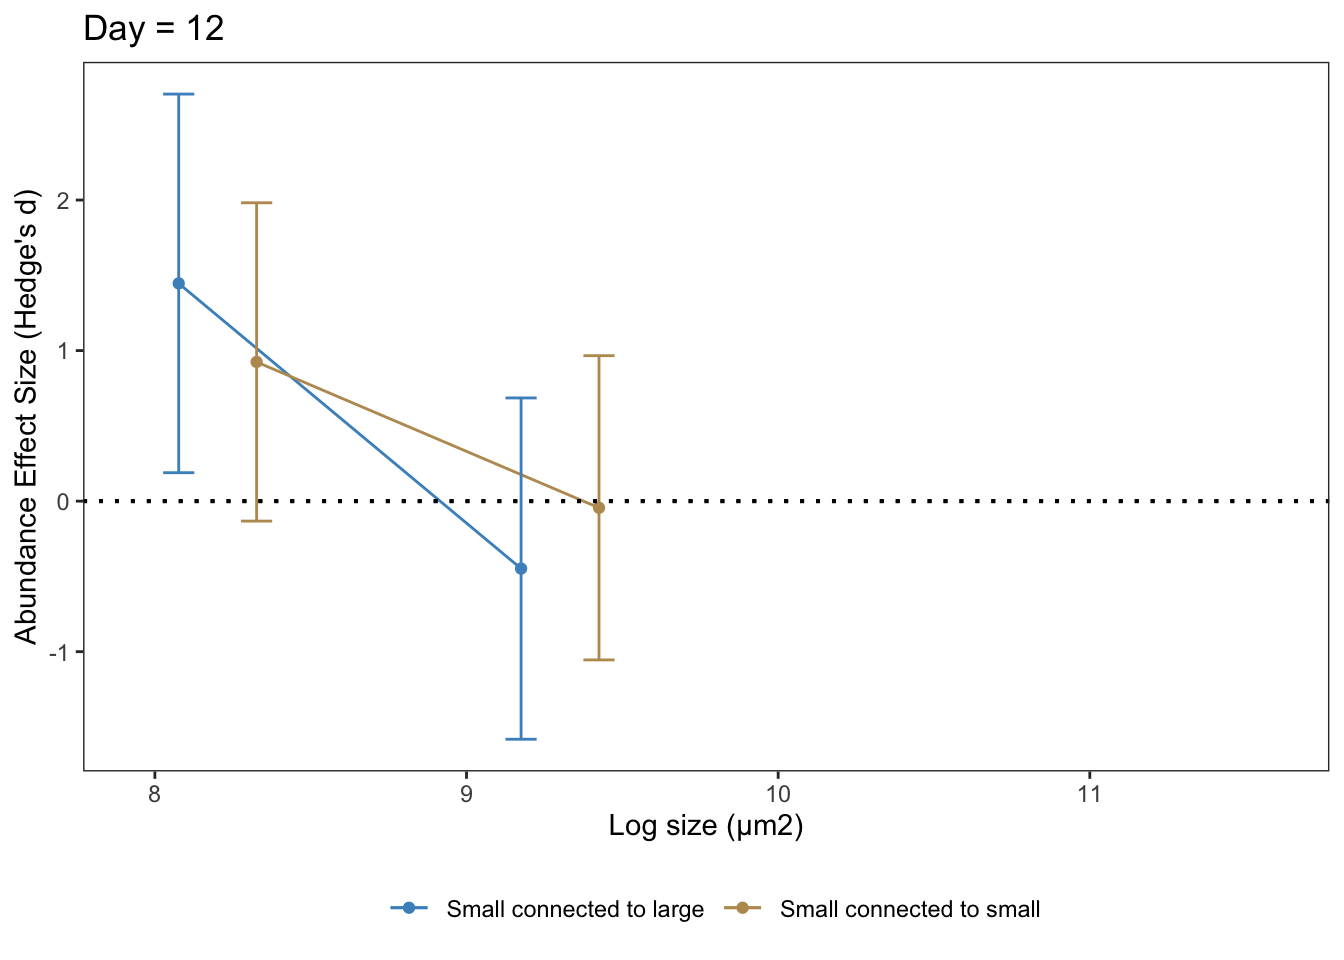 Day = 12
Abundance Effect Size (Hedge's d)
2
1
0
-1
8 9 10 11
Log size (μm2)
Small connected to large Small connected to small